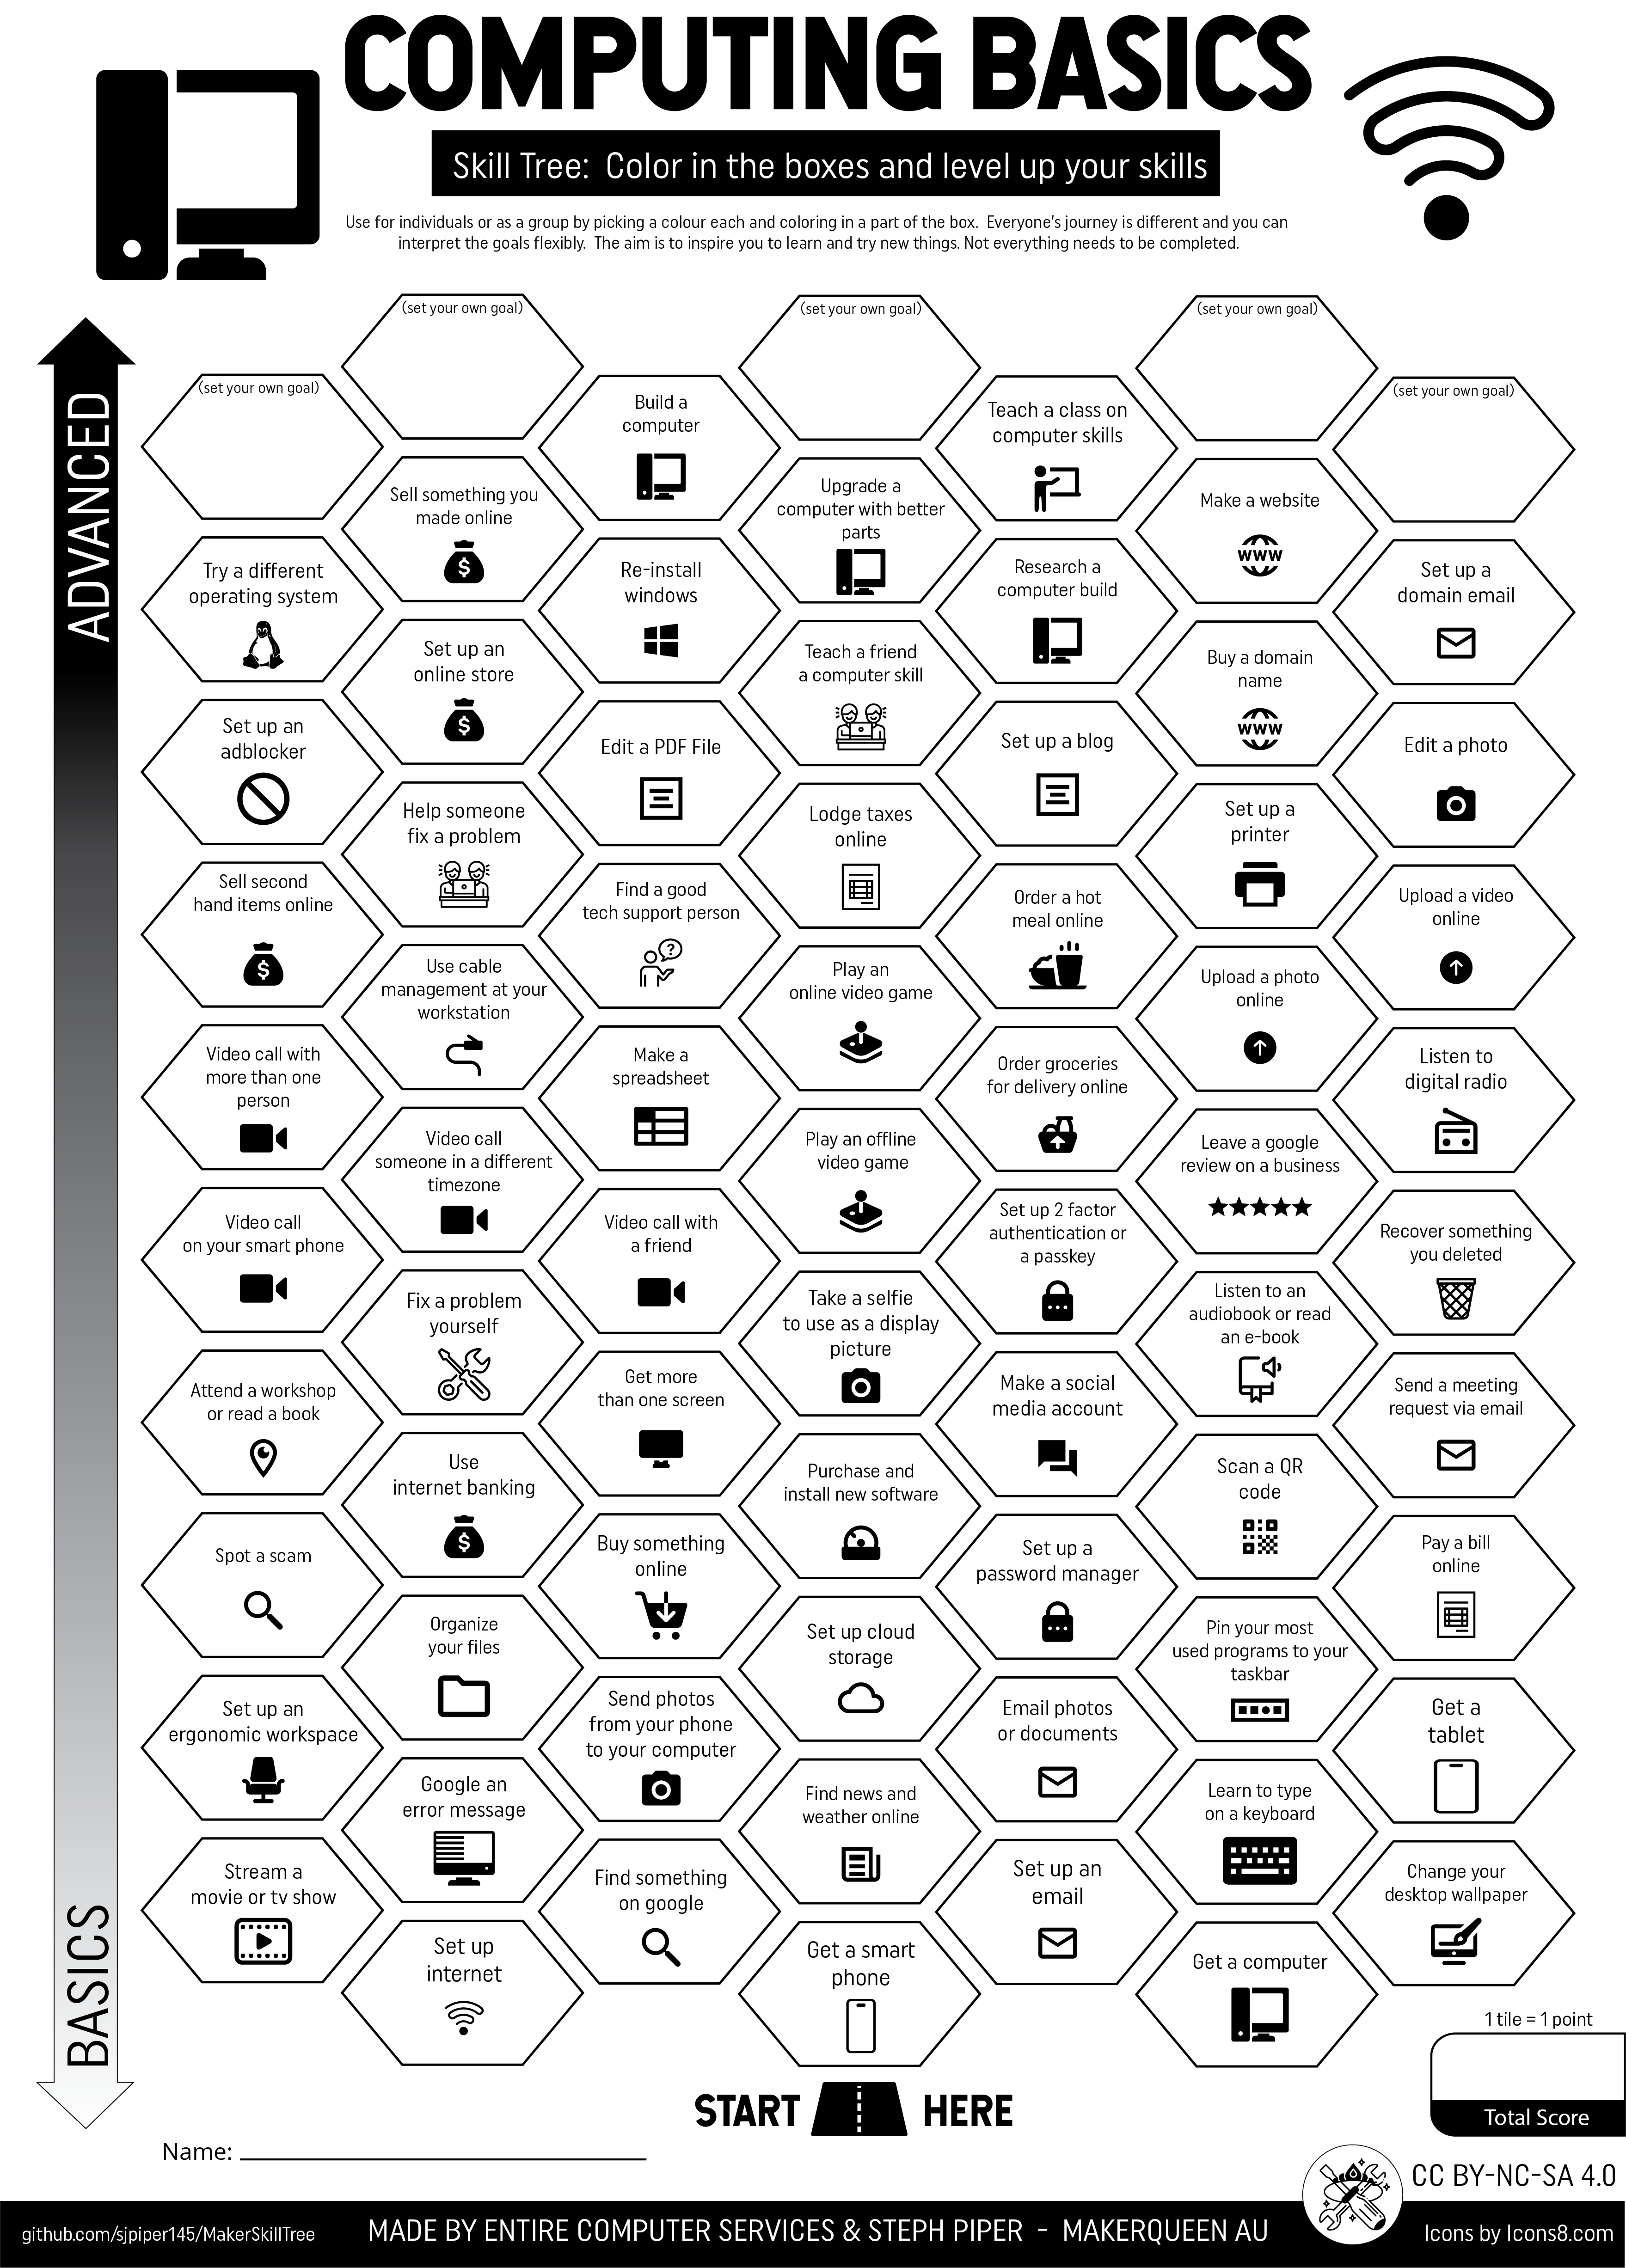 COMPUTING BASICS
Skill Tree:  Color in the boxes and level up your skills
Use for individuals or as a group by picking a colour each and coloring in a part of the box.  Everyone's journey is different and you can
interpret the goals flexibly.  The aim is to inspire you to learn and try new things. Not everything needs to be completed.
ADVANCED
BASICS
(set your own goal)
(set your own goal)
(set your own goal)
(set your own goal)
(set your own goal)
Build a
computer
Teach a class on
computer skills
Sell something you
made online
Upgrade a
computer with better
parts
Make a website
WWW
Try a different
operating system
Re-install
windows
Research a
computer build
Set up a
domain email
Set up an
online store
Teach a friend
a computer skill
Buy a domain
name
WWW
Set up an
adblocker
Edit a PDF File
Set up a blog
Edit a photo
Help someone
fix a problem
Lodge taxes
online
Set up a
printer
Sell second
hand items online
Find a good
tech support person
Order a hot
meal online
Upload a video
online
Use cable
management at your
workstation
Play an
online video game
Upload a photo
online
Video call with
more than one
person
Make a
spreadsheet
Order groceries
for delivery online
Listen to
digital radio
Video call
someone in a different
timezone
Play an offline
video game
Leave a google
review on a business
Video call
on your smart phone
Video call with
a friend
Set up 2 factor
authentication or
a passkey
Recover something
you deleted
Fix a problem
yourself
Take a selfie
to use as a display
picture
Listen to an
audiobook or read
an e-book
Attend a workshop
or read a book
Get more
than one screen
Make a social
media account
Send a meeting
request via email
Use
internet banking
Purchase and
install new software
Scan a QR
code
Spot a scam
Buy something
online
Set up a
password manager
Pay a bill
online
Organize
your files
Set up cloud
storage
Pin your most
used programs to your
taskbar
Set up an
ergonomic workspace
Send photos
from your phone
to your computer
Email photos
or documents
Get a
tablet
Google an
error message
Find news and
weather online
Learn to type
on a keyboard
Stream a
movie or tv show
Find something
on google
Set up an
email
Change your
desktop wallpaper
Set up
internet
Get a smart
phone
Get a computer
1 tile = 1 point
Total Score
START HERE
Name:
CC BY-NC-SA 4.0
github.com/sjpiper145/MakerSkillTree
MADE BY ENTIRE COMPUTER SERVICES & STEPH PIPER  -  MAKERQUEEN AU
Icons by Icons8.com